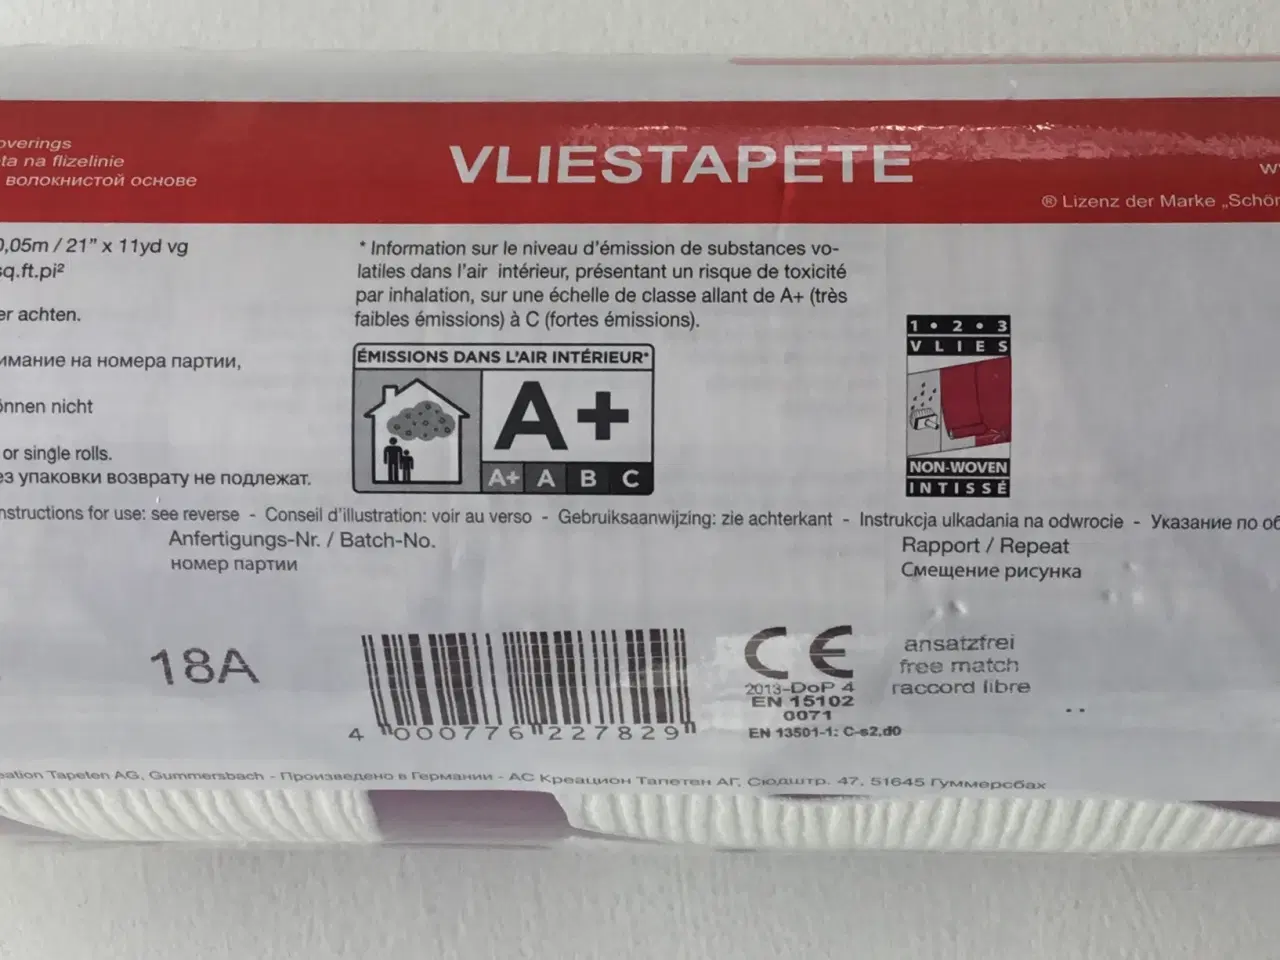 overings
ta na flizelinie
волокнистой основе
VLIESTAPETE
® Lizenz der Marke „Schön
0,05m / 21” x 11yd vg
sq.ft.pi²
er achten.
имание на номера партии,
önnen nicht
or single rolls.
ез упаковки возврату не подлежат.
* Information sur le niveau d’émission de substances vo-
latiles dans l’air intérieur, présentant un risque de toxicité
par inhalation, sur une échelle de classe allant de A+ (très
faibles émissions) à C (fortes émissions).
ÉMISSIONS DANS L’AIR INTÉRIEUR*
A+
A+ A B C
1 • 2 • 3
VLIES
NON-WOVEN
INTISSÉ
nstructions for use: see reverse - Conseil d’illustration: voir au verso - Gebruiksaanwijzing: zie achterkant - Instrukcja ulkadania na odwrocie - Указание по об
Anfertigungs-Nr. / Batch-No.
номер партии
Rapport / Repeat
Смещение рисунка
18A
4 000776 227829
CE
2013-DoP 4
EN 15102
0071
EN 13501-1: C-s2,d0
ansatzfrei
free match
raccord libre
eation Tapeten AG, Gummersbach - Произведено в Германии - АС Креацион Тапетен АГ, Сюдштр. 47, 51645 Гуммерсбах